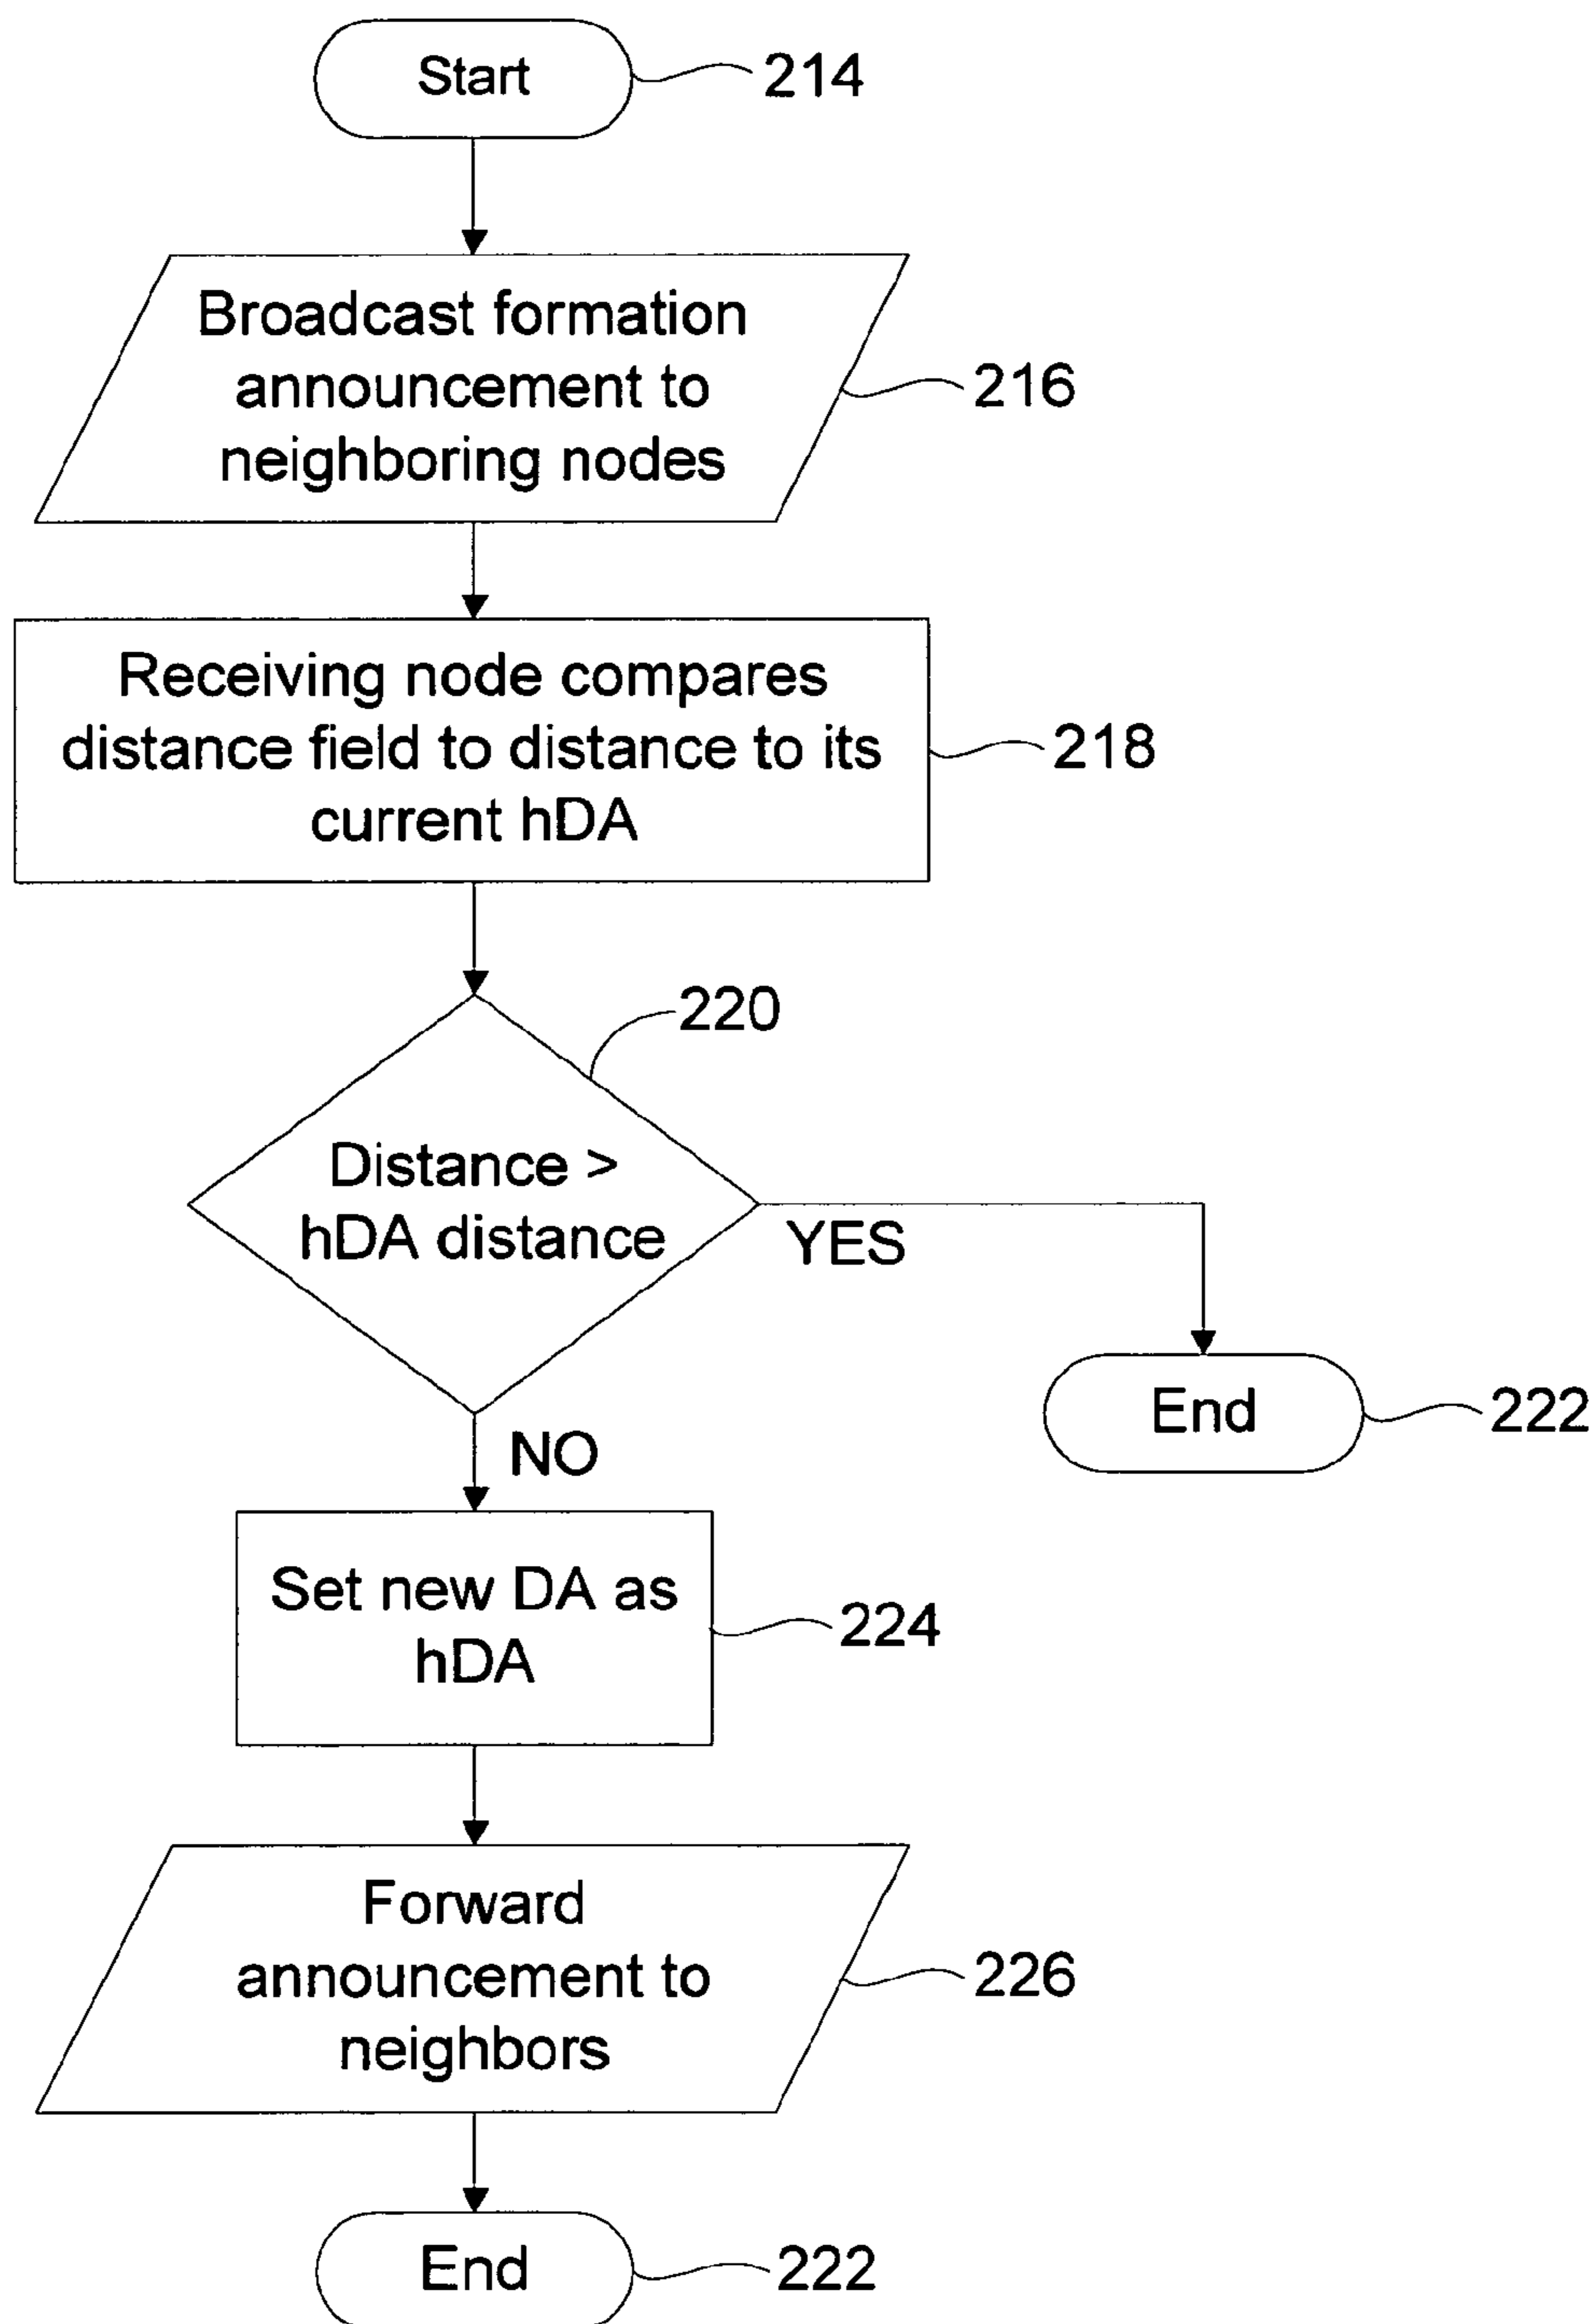 Start
214
Broadcast formation
announcement to
neighboring nodes
216
Receiving node compares
distance field to distance to its
current hDA
218
220
Distance >
hDA distance
YES
End
222
NO
Set new DA as
hDA
224
Forward
announcement to
neighbors
226
End
222